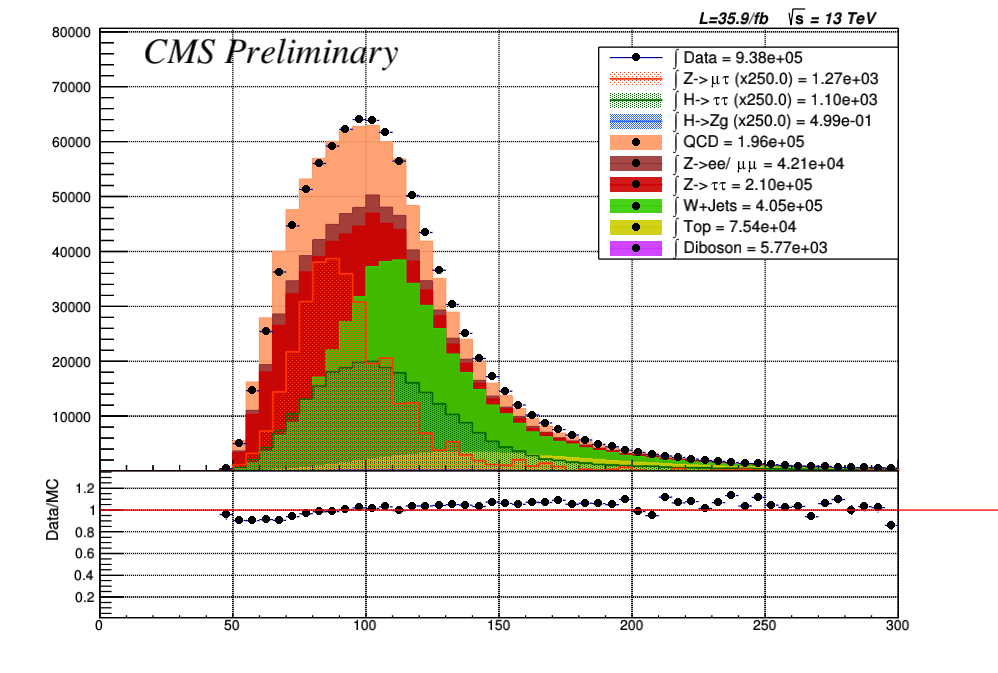 L=35.9/fb √s = 13 TeV
CMS Preliminary
80000
70000
60000
50000
40000
30000
20000
10000
∫ Data = 9.38e+05
∫ Z->μτ (x250.0) = 1.27e+03
∫ H->ττ (x250.0) = 1.10e+03
∫ H->Zg (x250.0) = 4.99e-01
∫ QCD = 1.96e+05
∫ Z->ee/ μμ = 4.21e+04
∫ Z->ττ = 2.10e+05
∫ W+Jets = 4.05e+05
∫ Top = 7.54e+04
∫ Diboson = 5.77e+03
Data/MC
1.2
1
0.8
0.6
0.4
0.2
0 50 100 150 200 250 300